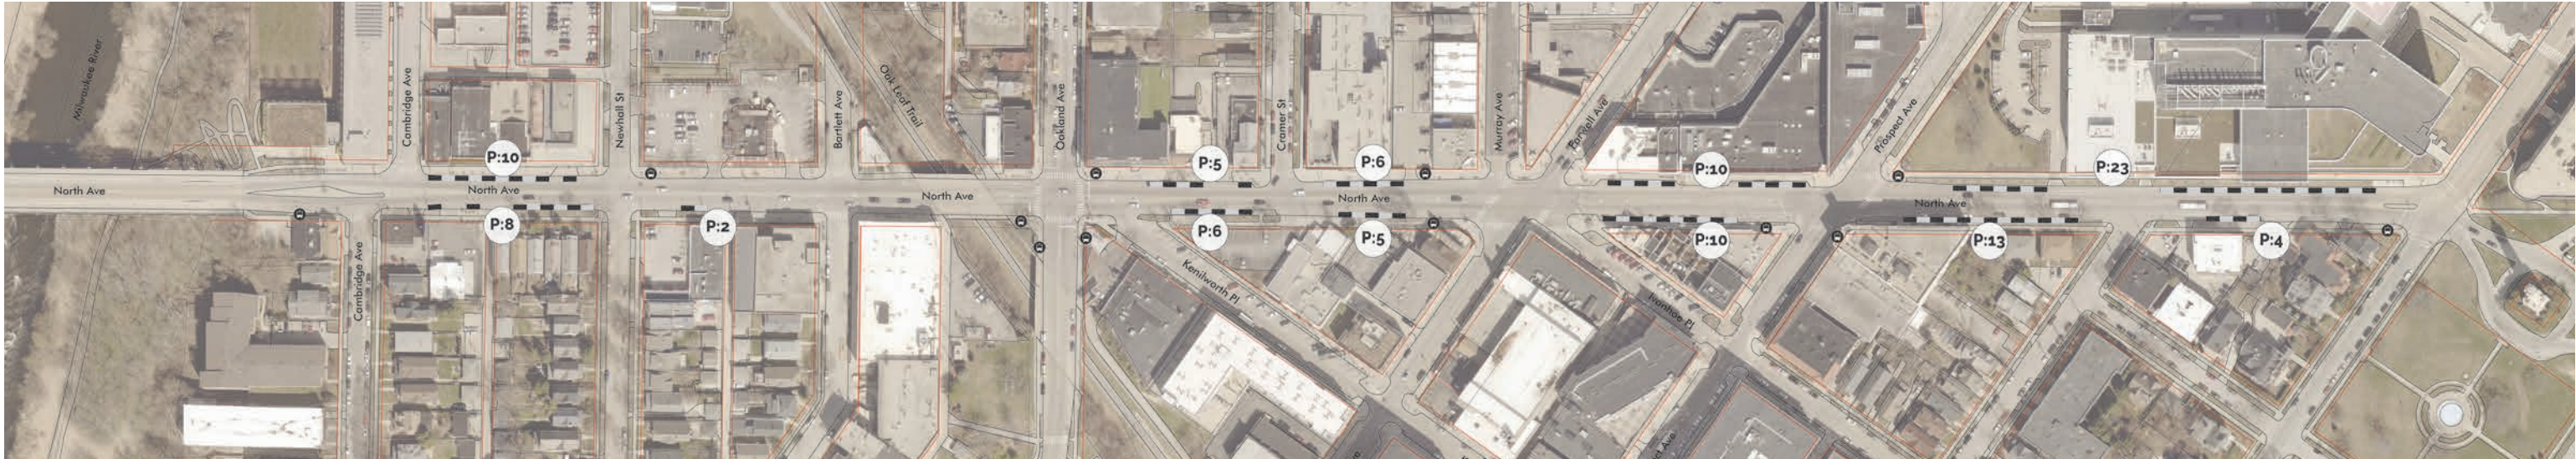 Milwaukee River
Cambridge Ave
Newhall St
Bartlett Ave
Oak Leaf Trail
Oakland Ave
Cramer St
Murray Ave
Farwell Ave
Prospect Ave
P:10
P:5
P:6
P:10
P:23
North Ave
North Ave
North Ave
North Ave
North Ave
P:8
P:2
P:6
P:5
P:10
P:13
P:4
Cambridge Ave
Kenilworth Pl
Ivanhoe Pl